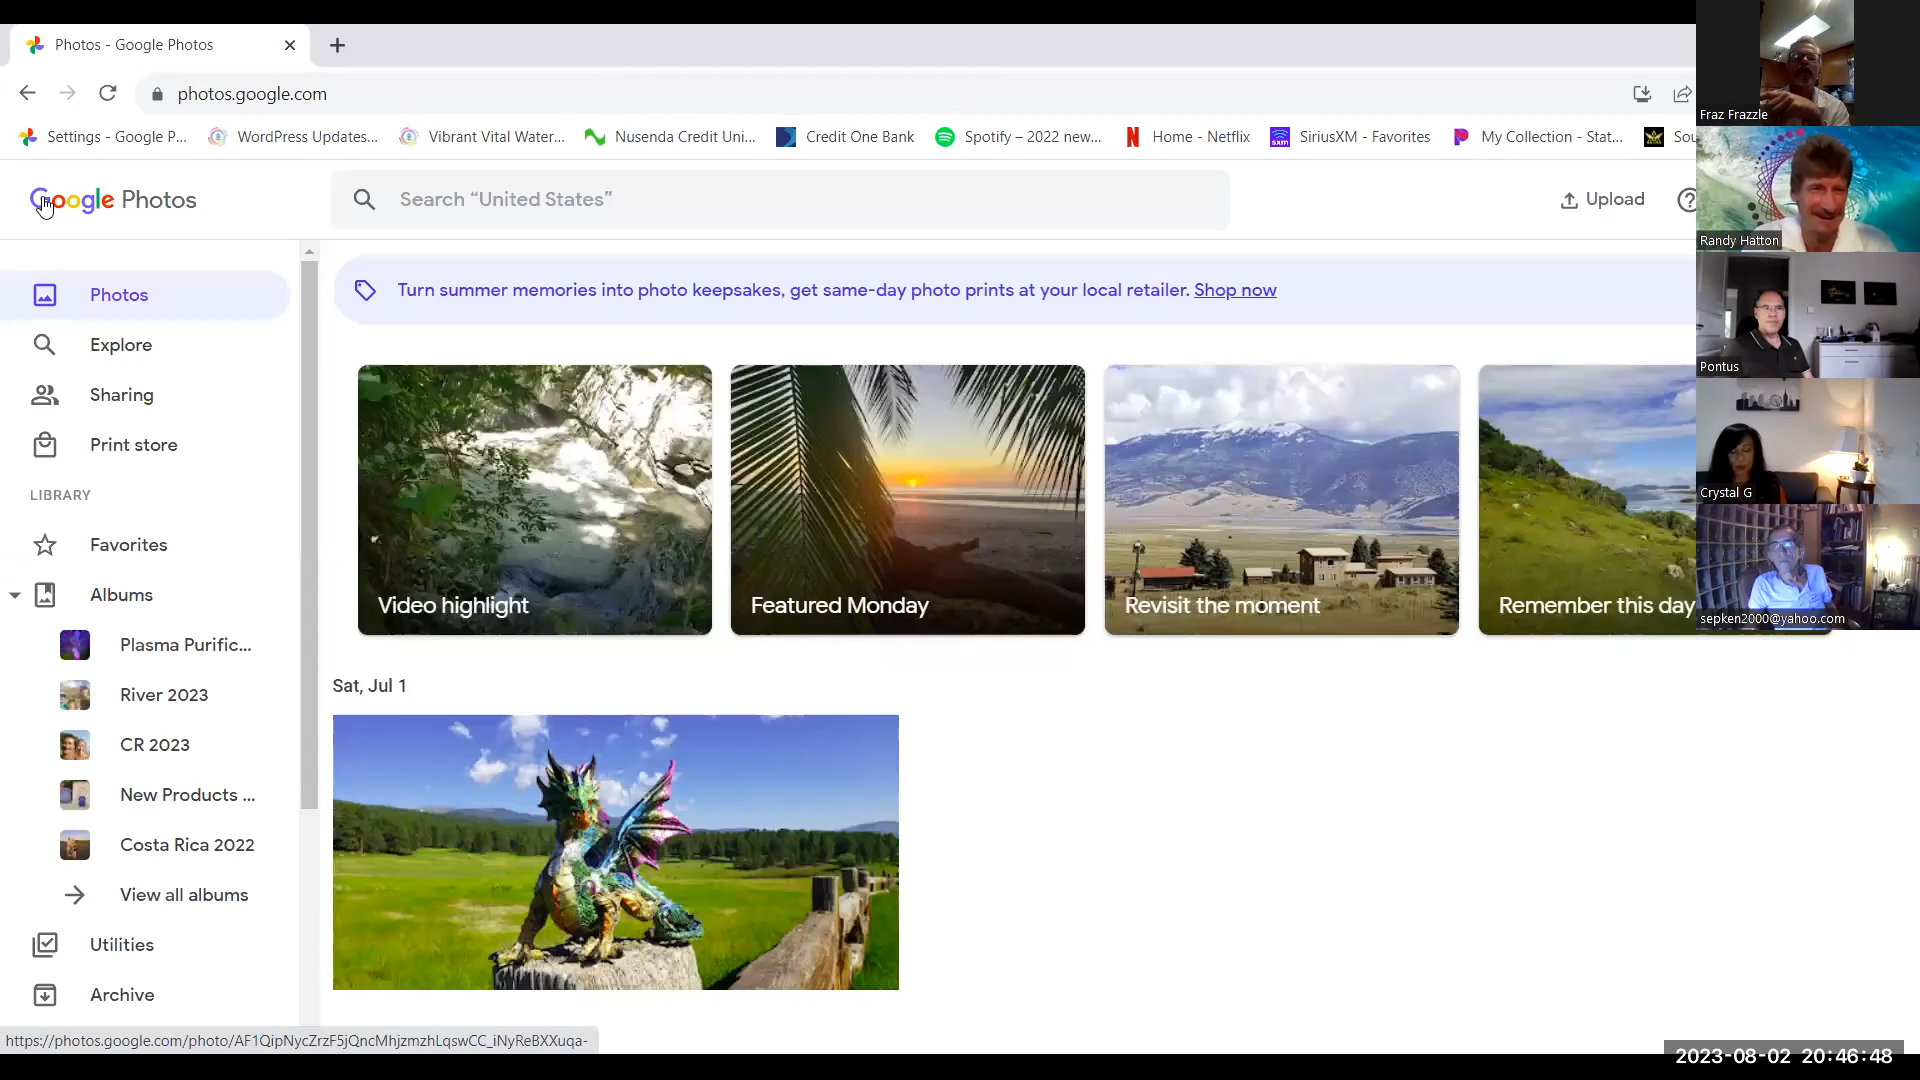 Photos - Google Photos
photos.google.com
Settings - Google P...
WordPress Updates...
Vibrant Vital Water...
Nusenda Credit Uni...
Credit One Bank
Spotify – 2022 new...
Home - Netflix
SiriusXM - Favorites
My Collection - Stat...
Sou
Google Photos
Search “United States”
Upload
Photos
Explore
Sharing
Print store
LIBRARY
Favorites
Albums
Plasma Purific...
River 2023
CR 2023
New Products ...
Costa Rica 2022
View all albums
Utilities
Archive
Turn summer memories into photo keepsakes, get same-day photo prints at your local retailer. Shop now
Video highlight
Featured Monday
Revisit the moment
Remember this day
Sat, Jul 1
Fraz Frazzle
Randy Hatton
Pontus
Crystal G
sepken2000@yahoo.com
https://photos.google.com/photo/AF1QipNycZrzF5jQncMhjzmzhLqswCC_iNyReBXXuqa-
2023-08-02 20:46:48